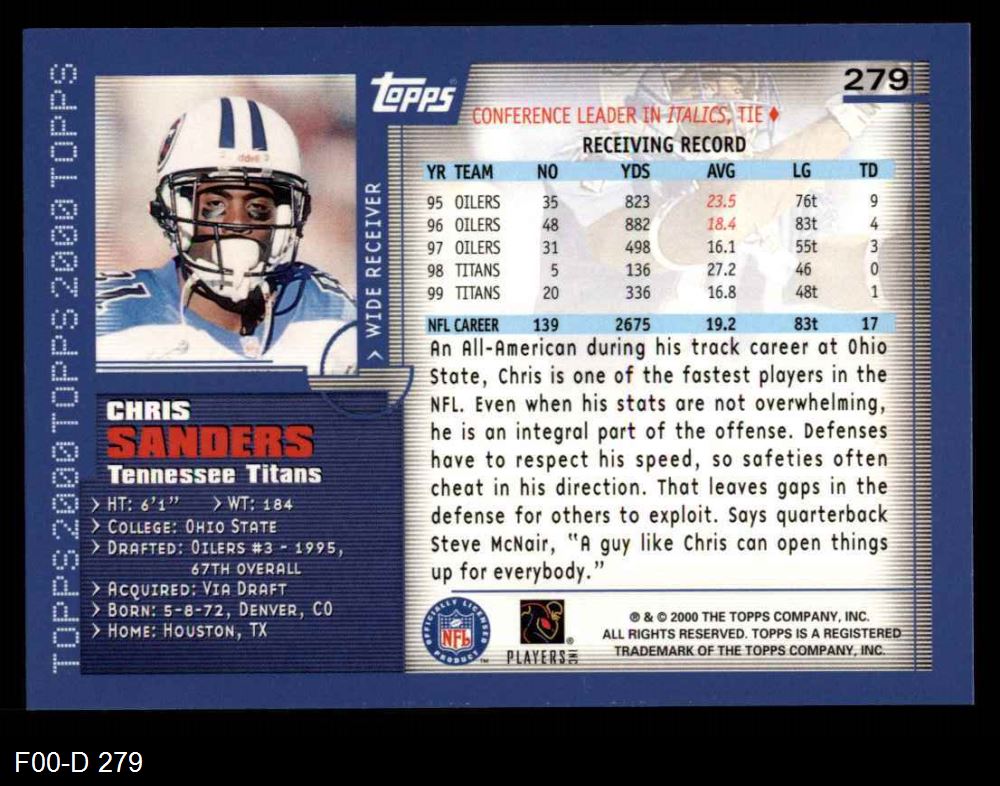 TOPPS 2000 TOPPS 2000 TOPPS 2000 TOPPS
TOPPS
279
CONFERENCE LEADER IN ITALICS, TIE ♦
RECEIVING RECORD
YR TEAM NO YDS AVG LG TD
95 OILERS 35 823 23.5 76t 9
96 OILERS 48 882 18.4 83t 4
97 OILERS 31 498 16.1 55t 3
98 TITANS 5 136 27.2 46 0
99 TITANS 20 336 16.8 48t 1
NFL CAREER 139 2675 19.2 83t 17
An All-American during his track career at Ohio
State, Chris is one of the fastest players in the
NFL. Even when his stats are not overwhelming,
he is an integral part of the offense. Defenses
have to respect his speed, so safeties often
cheat in his direction. That leaves gaps in the
defense for others to exploit. Says quarterback
Steve McNair, “A guy like Chris can open things
up for everybody.”
> WIDE RECEIVER
CHRIS
SANDERS
Tennessee Titans
> HT: 6'1" > WT: 184
> COLLEGE: OHIO STATE
> DRAFTED: OILERS #3 - 1995,
67TH OVERALL
> ACQUIRED: VIA DRAFT
> BORN: 5-8-72, DENVER, CO
> HOME: HOUSTON, TX
OFFICIALLY LICENSED
NFL
PRODUCT ™
PLAYERS INC ®
® & © 2000 THE TOPPS COMPANY, INC.
ALL RIGHTS RESERVED. TOPPS IS A REGISTERED
TRADEMARK OF THE TOPPS COMPANY, INC.
F00-D 279